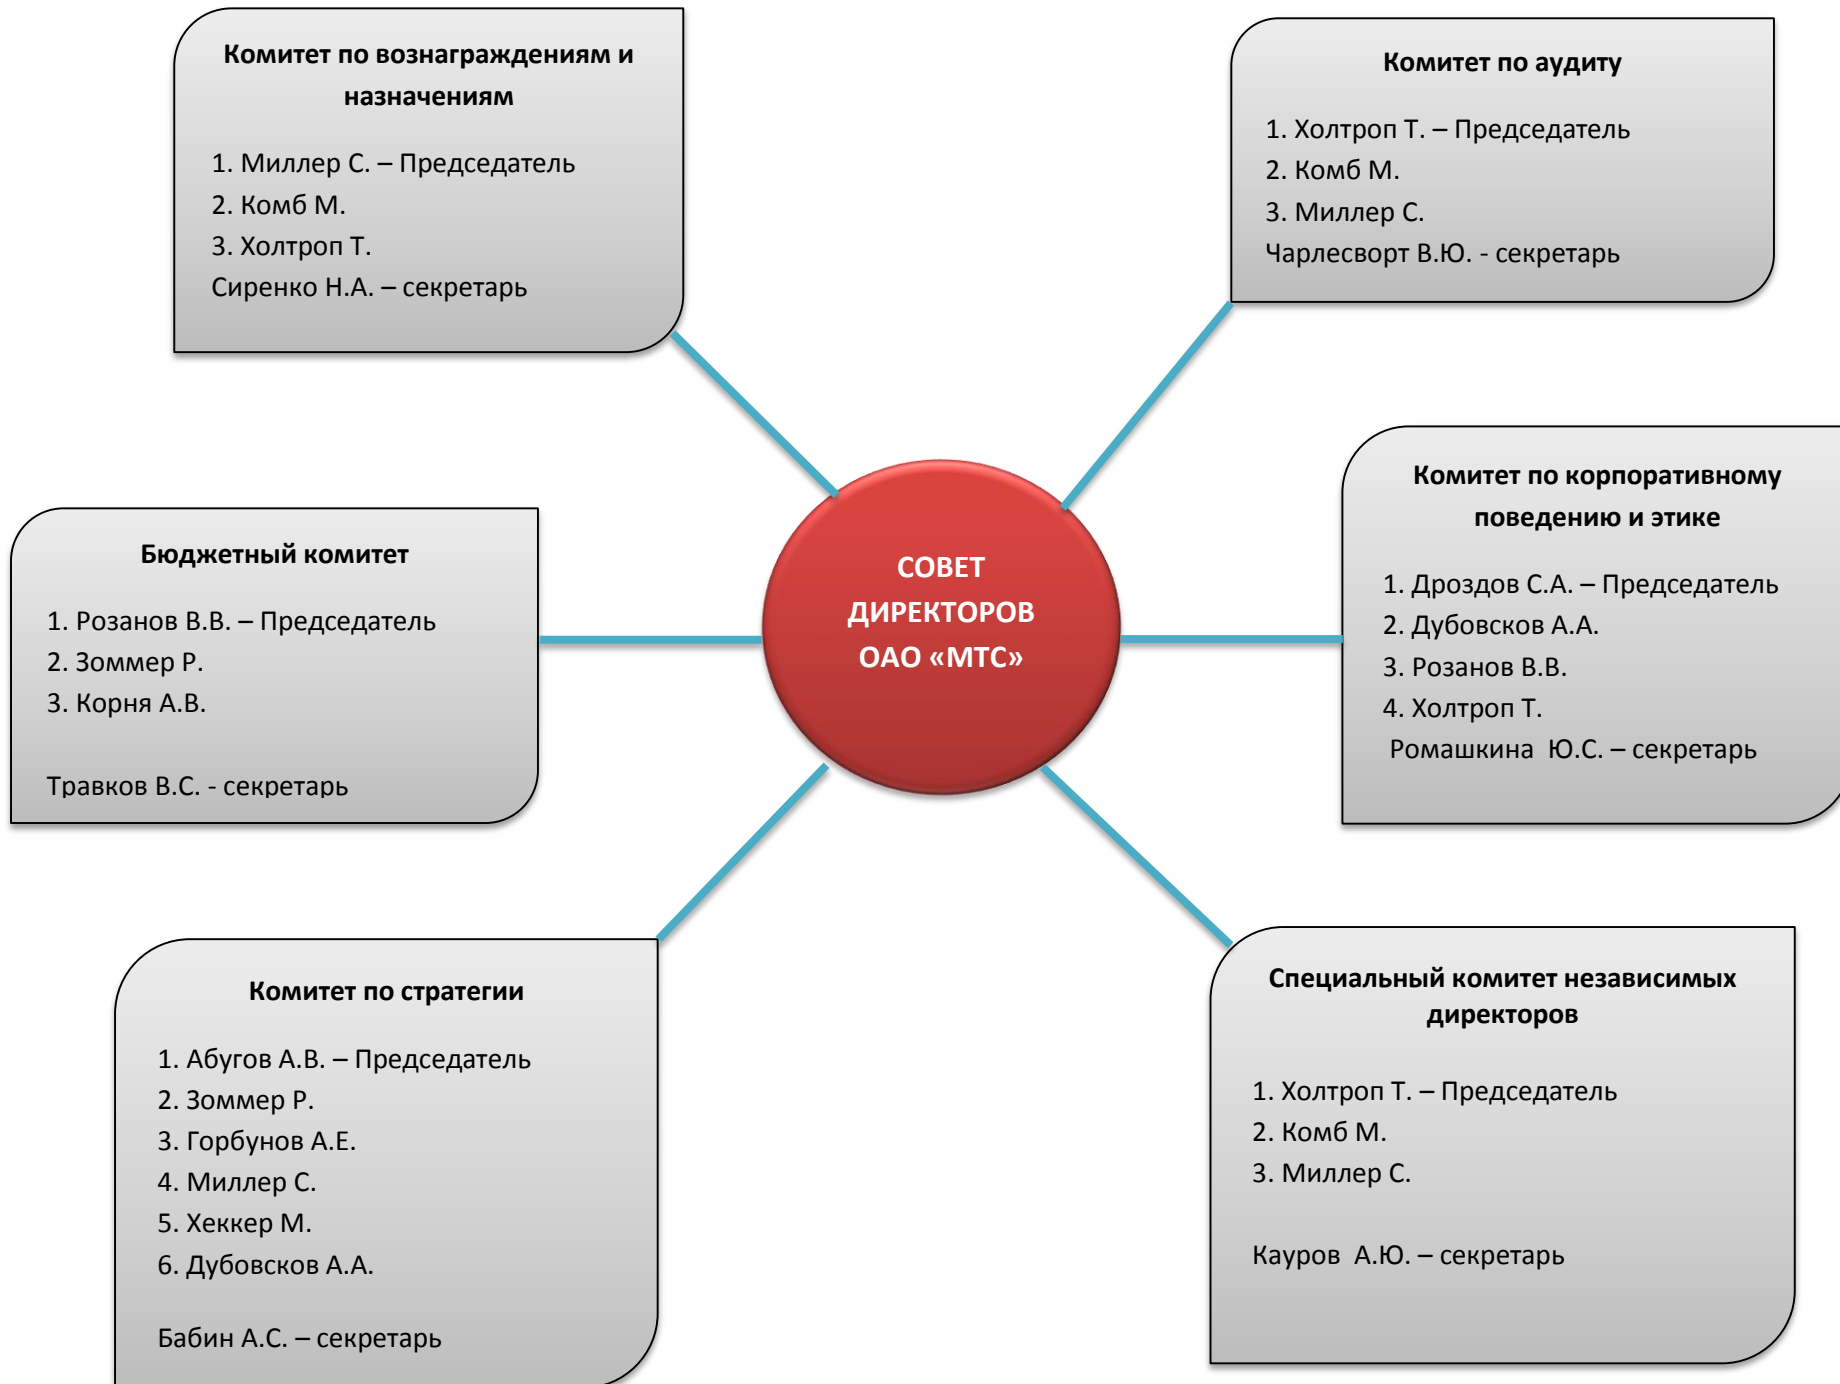 Комитет по вознаграждениям и
назначениям
1. Миллер С. – Председатель
2. Комб М.
3. Холтроп Т.
Сиренко Н.А. – секретарь
Комитет по аудиту
1. Холтроп Т. – Председатель
2. Комб М.
3. Миллер С.
Чарлесворт В.Ю. - секретарь
Бюджетный комитет
1. Розанов В.В. – Председатель
2. Зоммер Р.
3. Корня А.В.
Травков В.С. - секретарь
СОВЕТ
ДИРЕКТОРОВ
ОАО «МТС»
Комитет по корпоративному
поведению и этике
1. Дроздов С.А. – Председатель
2. Дубовсков А.А.
3. Розанов В.В.
4. Холтроп Т.
Ромашкина  Ю.С. – секретарь
Комитет по стратегии
1. Абугов А.В. – Председатель
2. Зоммер Р.
3. Горбунов А.Е.
4. Миллер С.
5. Хеккер М.
6. Дубовсков А.А.
Бабин А.С. – секретарь
Специальный комитет независимых
директоров
1. Холтроп Т. – Председатель
2. Комб М.
3. Миллер С.
Кауров  А.Ю. – секретарь